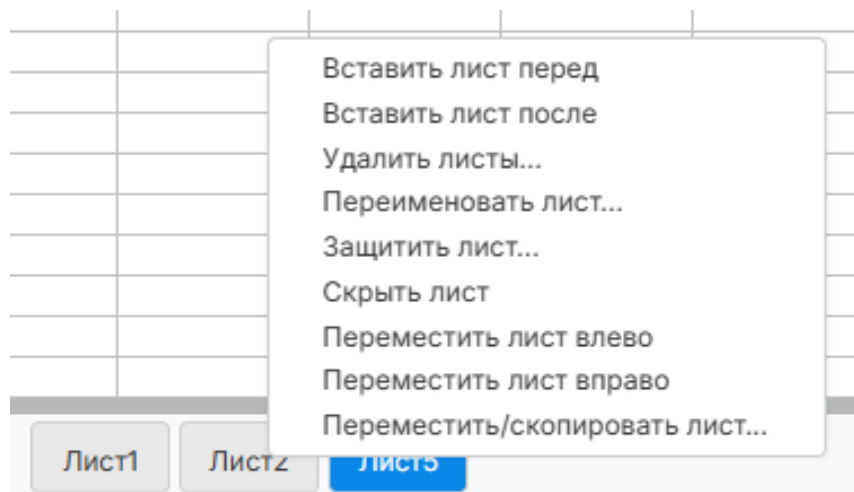 Вставить лист перед
Вставить лист после
Удалить листы...
Переименовать лист...
Защитить лист...
Скрыть лист
Переместить лист влево
Переместить лист вправо
Переместить/скопировать лист...
Лист1 Лист2 Лист5